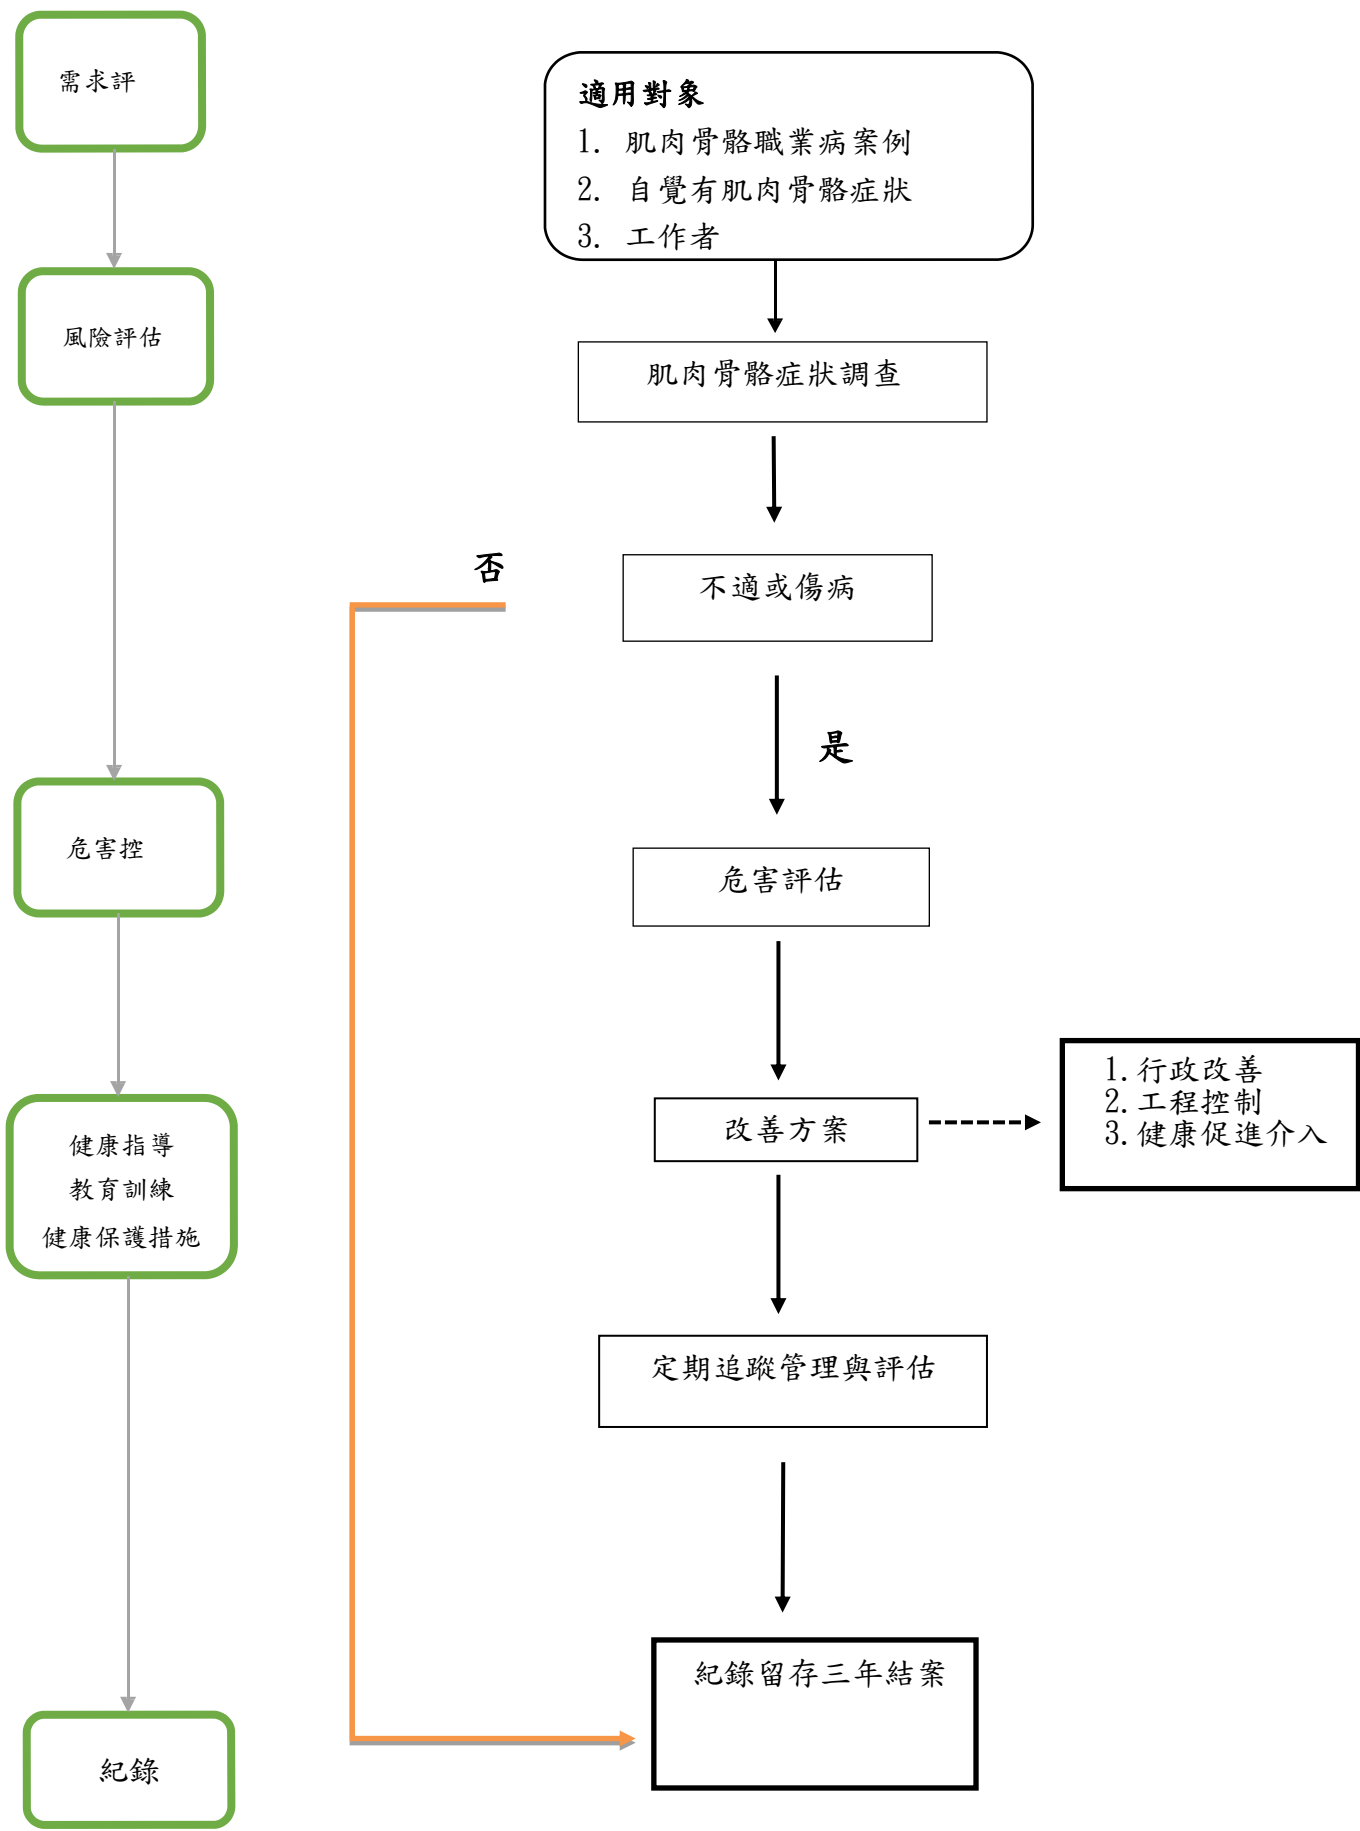 需求評
適用對象
1. 肌肉骨骼職業病案例
2. 自覺有肌肉骨骼症狀
3. 工作者
風險評估
肌肉骨骼症狀調查
否
不適或傷病
是
危害控
危害評估
1.行政改善
2.工程控制
3.健康促進介入
改善方案
健康指導
教育訓練
健康保護措施
定期追蹤管理與評估
紀錄留存三年結案
紀錄